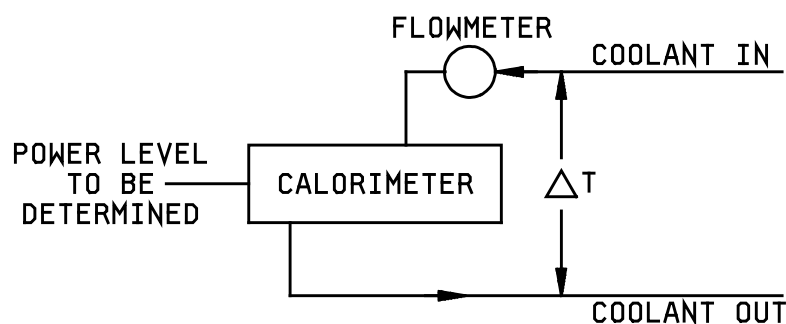 FLOWMETER
COOLANT IN
POWER LEVEL
TO BE
DETERMINED
CALORIMETER
△T
COOLANT OUT